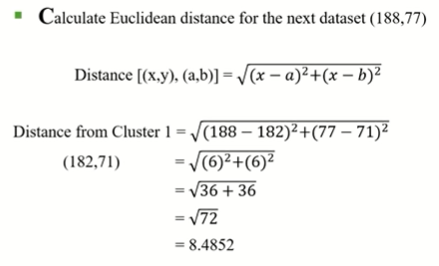 ▪ Calculate Euclidean distance for the next dataset (188,77)
Distance [(x,y), (a,b)] = √(x − a)²+(x − b)²
Distance from Cluster 1 = √(188 − 182)²+(77 − 71)²
(182,71) = √(6)²+(6)²
= √36 + 36
= √72
= 8.4852